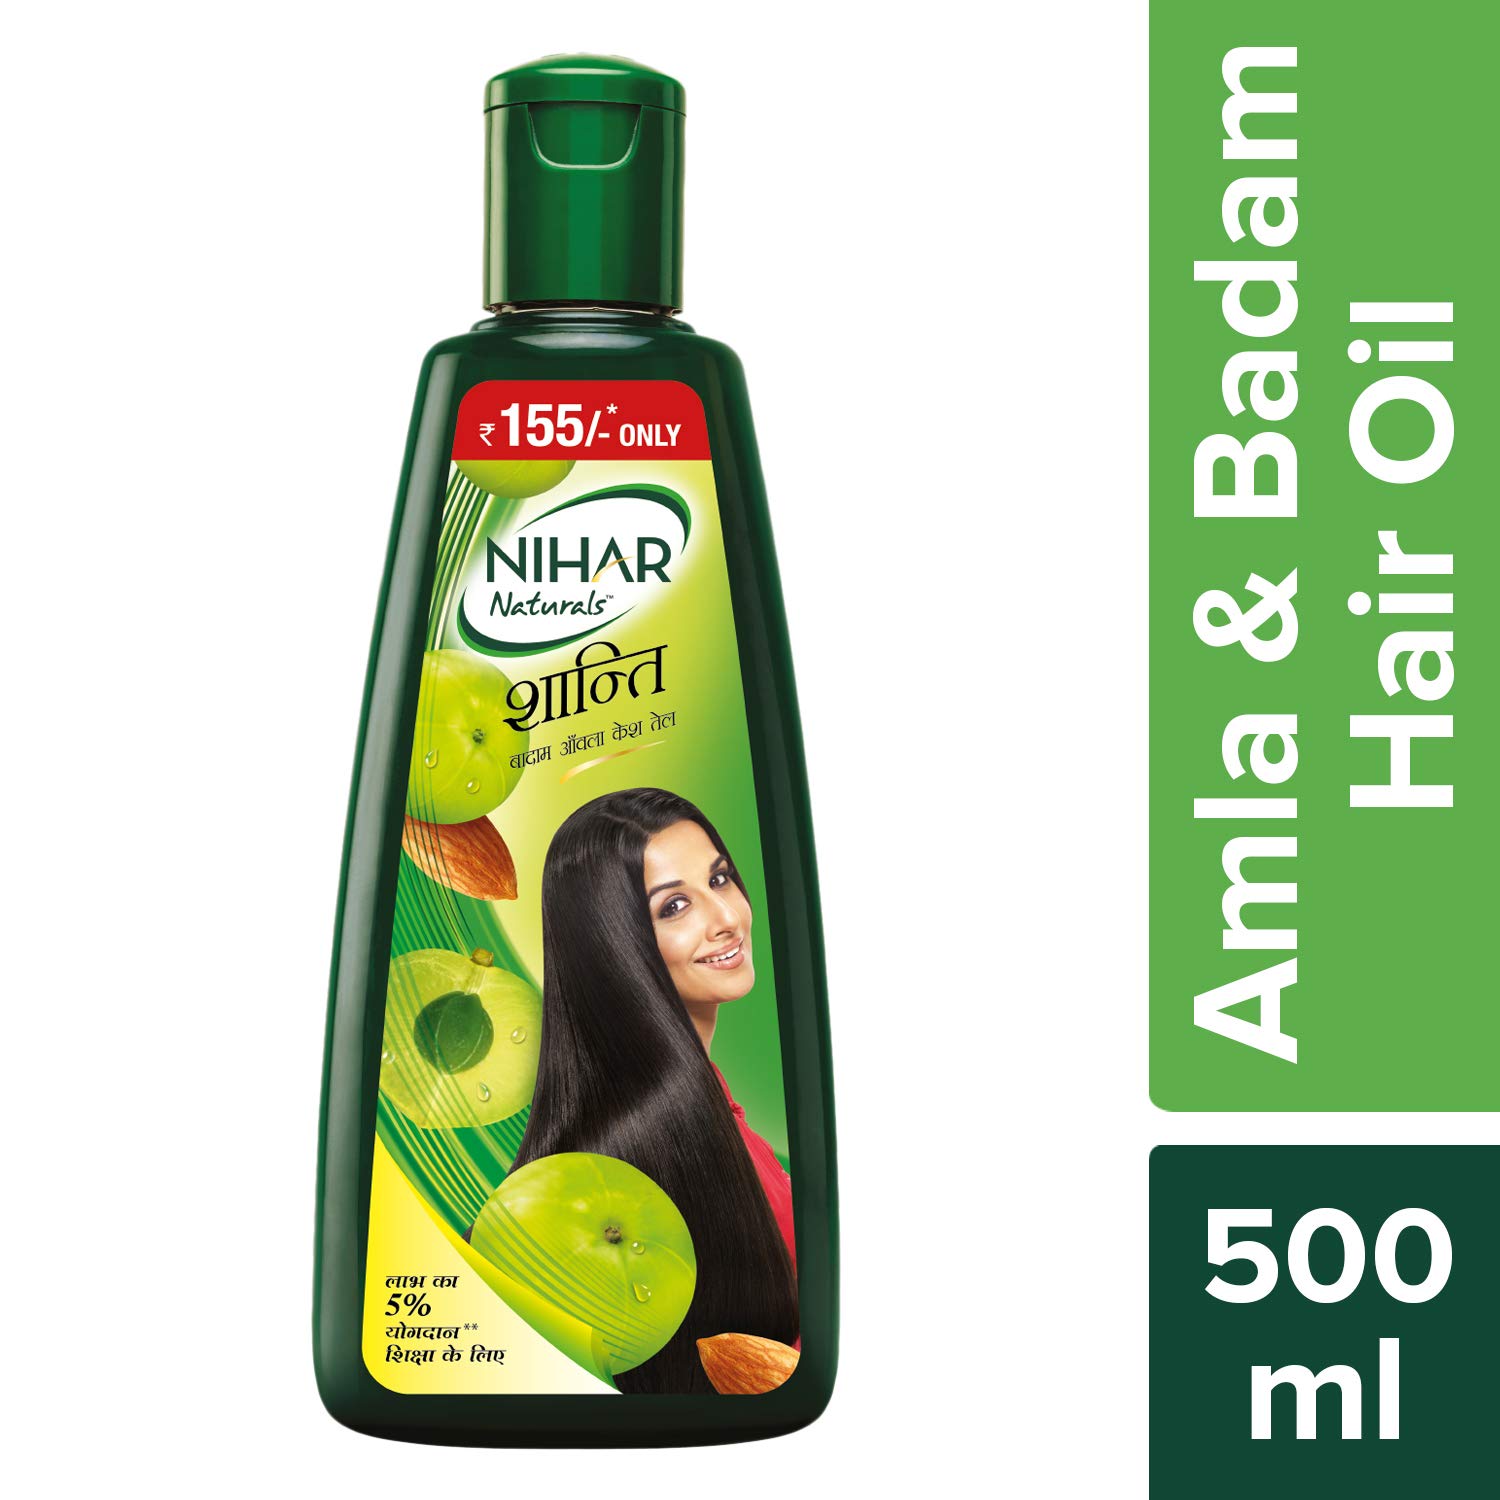 ₹ 155/-* ONLY
NIHAR
Naturals™
शान्ति
बादाम आँवला केश तेल
लाभ का
5%
योगदान**
शिक्षा के लिए
Amla & Badam
Hair Oil
500
ml